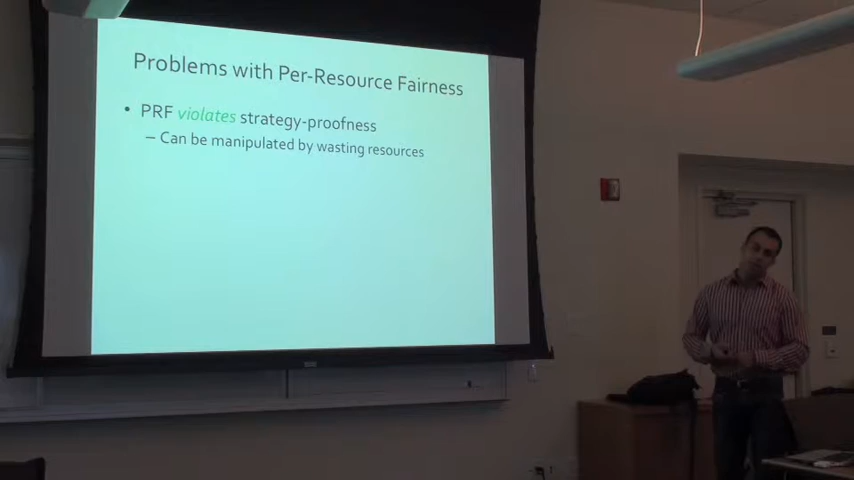 Problems with Per-Resource Fairness
• PRF violates strategy-proofness
– Can be manipulated by wasting resources